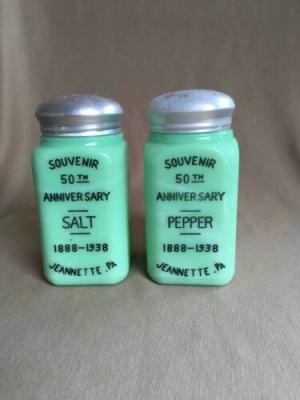 SOUVENIR
50TH
ANNIVERSARY
SALT
1888-1938
JEANNETTE, PA
SOUVENIR
50TH
ANNIVERSARY
PEPPER
1888-1938
JEANNETTE, PA